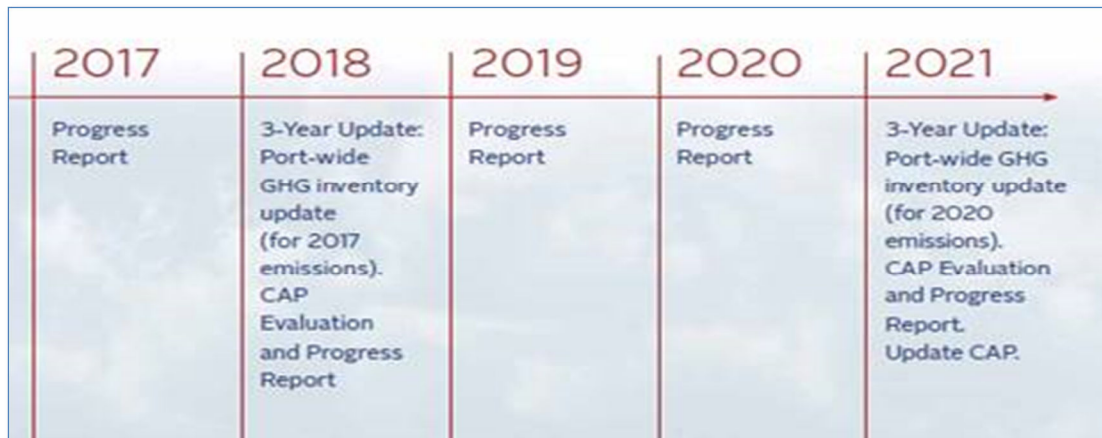 2017
Progress
Report
2018
3-Year Update:
Port-wide
GHG inventory
update
(for 2017
emissions).
CAP
Evaluation
and Progress
Report
2019
Progress
Report
2020
Progress
Report
2021
3-Year Update:
Port-wide GHG
inventory update
(for 2020
emissions).
CAP Evaluation
and Progress
Report.
Update CAP.